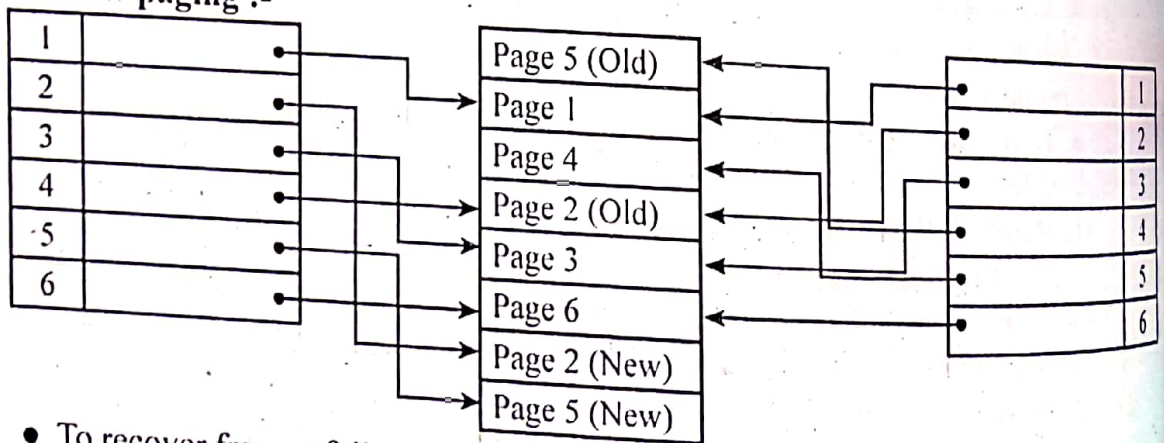 paging :-
1
2
3
4
5
6
Page 5 (Old)
Page 1
Page 4
Page 2 (Old)
Page 3
Page 6
Page 2 (New)
Page 5 (New)
1
2
3
4
5
6
• To recover from